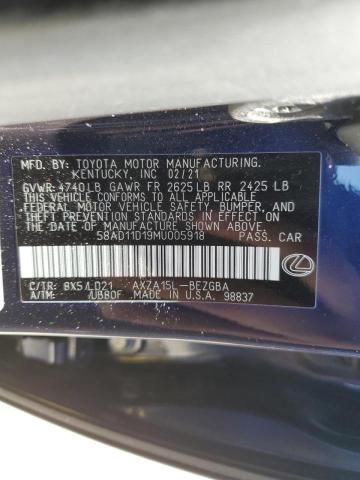 MFD. BY: TOYOTA MOTOR MANUFACTURING,
KENTUCKY, INC 02/21
GVWR: 4740LB GAWR FR 2625LB RR 2425 LB
THIS VEHICLE CONFORMS TO ALL APPLICABLE
FEDERAL MOTOR VEHICLE SAFETY, BUMPER, AND
THEFT PREVENTION STANDARDS IN EFFECT ON THE
DATE OF MANUFACTURE SHOWN ABOVE.
58AD11D19MU005918 PASS. CAR
C/TR: 8X5/LD21 AXZA15L-BEZGBA
A/TM: /UB80F MADE IN U.S.A. 98837